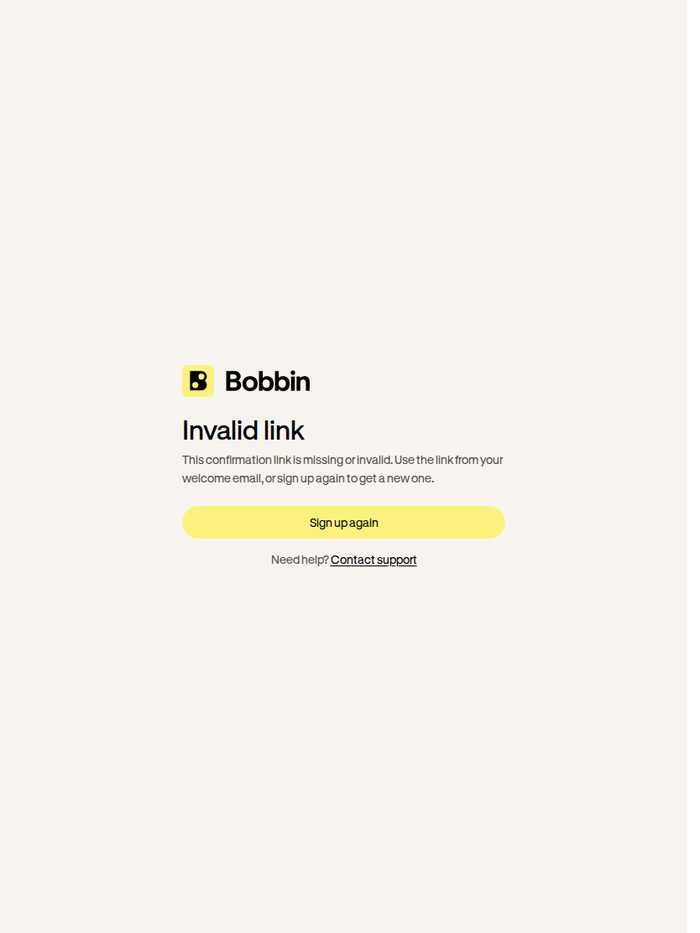 Bobbin
Invalid link
This confirmation link is missing or invalid. Use the link from your
welcome email, or sign up again to get a new one.
Sign up again
Need help? Contact support